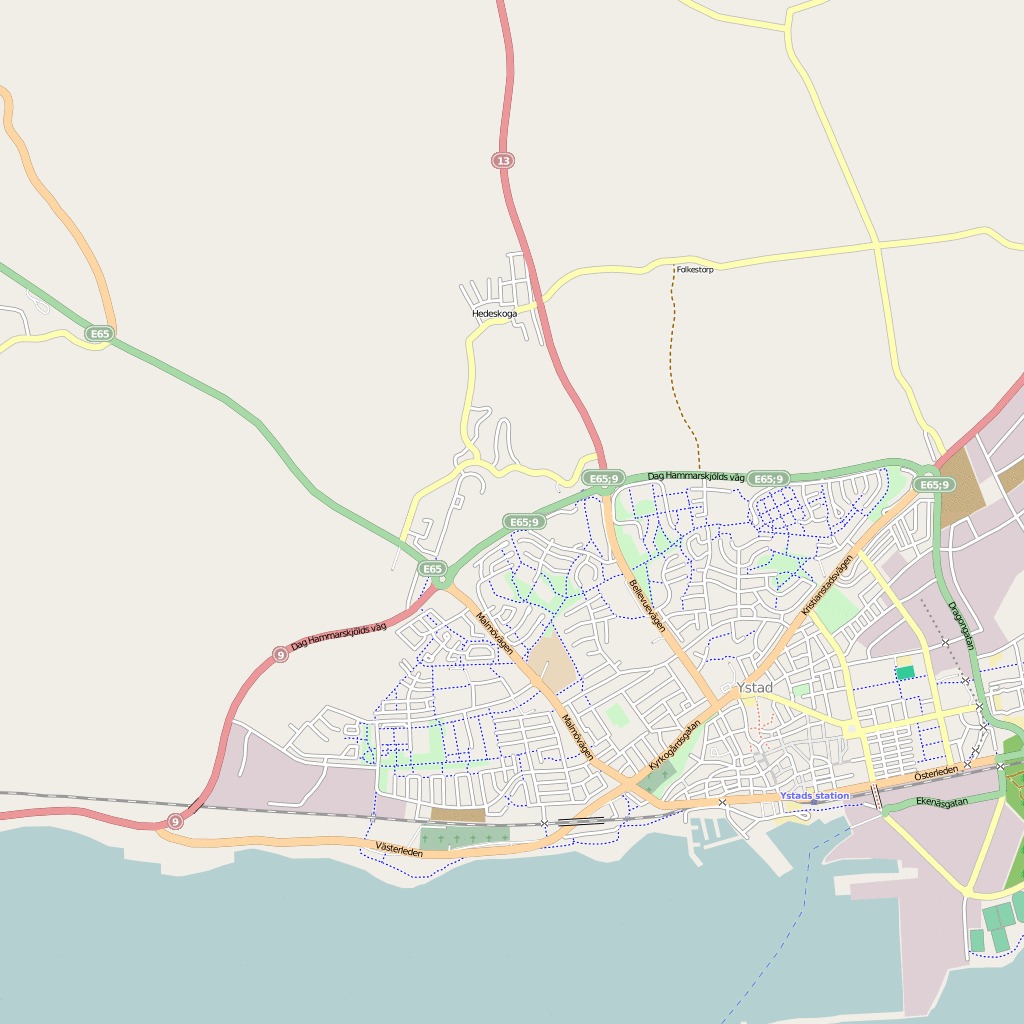 13
Folkestorp
Hedeskoga
E65
E65;9
Dag Hammarskjölds väg
E65;9
E65;9
E65;9
E65
Kristianstadsvägen
Bellevuevägen
Dragongatan
Malmövägen
Dag Hammarskjölds väg
9
Ystad
Malmövägen
Kyrkogårdsgatan
Österleden
Ystads station
Ekenäsgatan
9
Västerleden